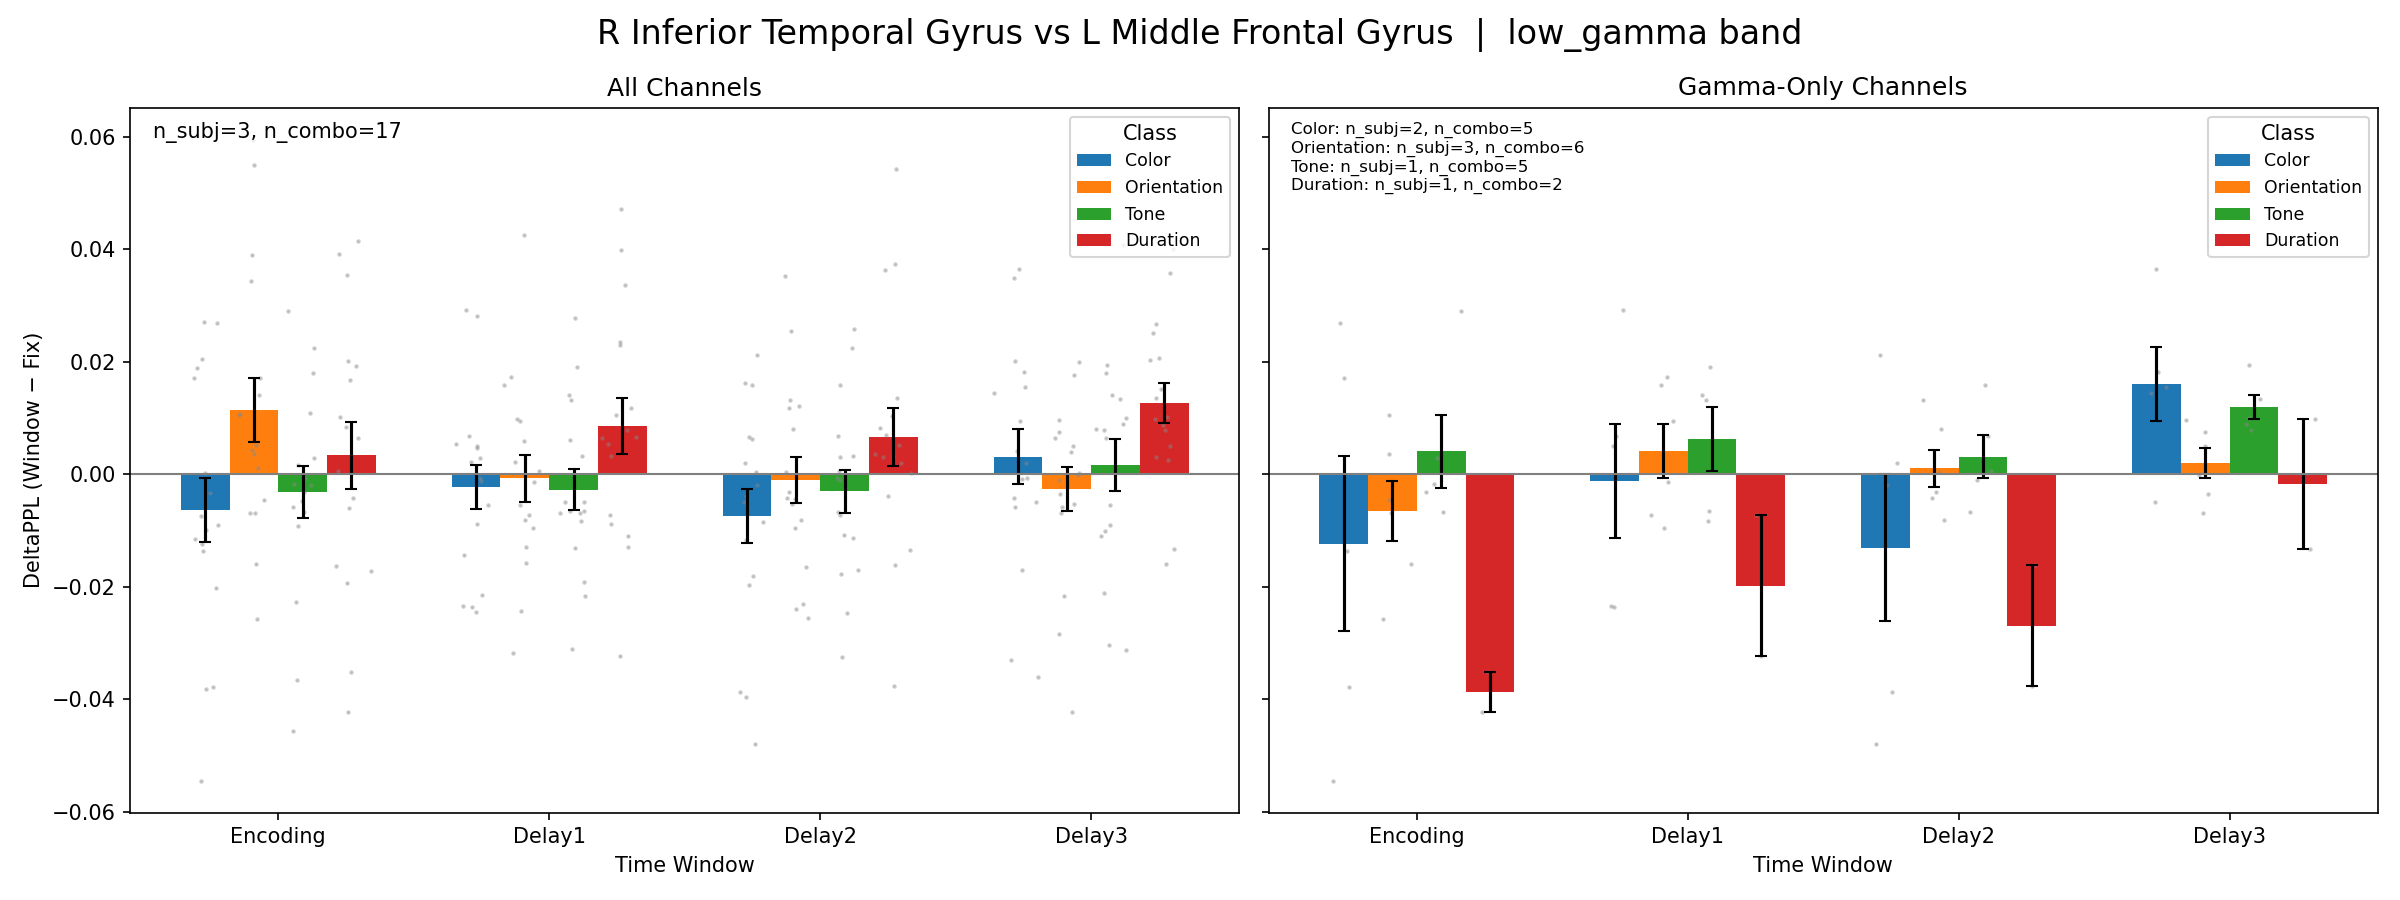 R Inferior Temporal Gyrus vs L Middle Frontal Gyrus | low_gamma band
All Channels
n_subj=3, n_combo=17
Class
Color
Orientation
Tone
Duration
0.06
0.04
0.02
0.00
−0.02
−0.04
−0.06
DeltaPPL (Window − Fix)
Encoding
Delay1
Delay2
Delay3
Time Window
Gamma-Only Channels
Color: n_subj=2, n_combo=5
Orientation: n_subj=3, n_combo=6
Tone: n_subj=1, n_combo=5
Duration: n_subj=1, n_combo=2
Class
Color
Orientation
Tone
Duration
Encoding
Delay1
Delay2
Delay3
Time Window